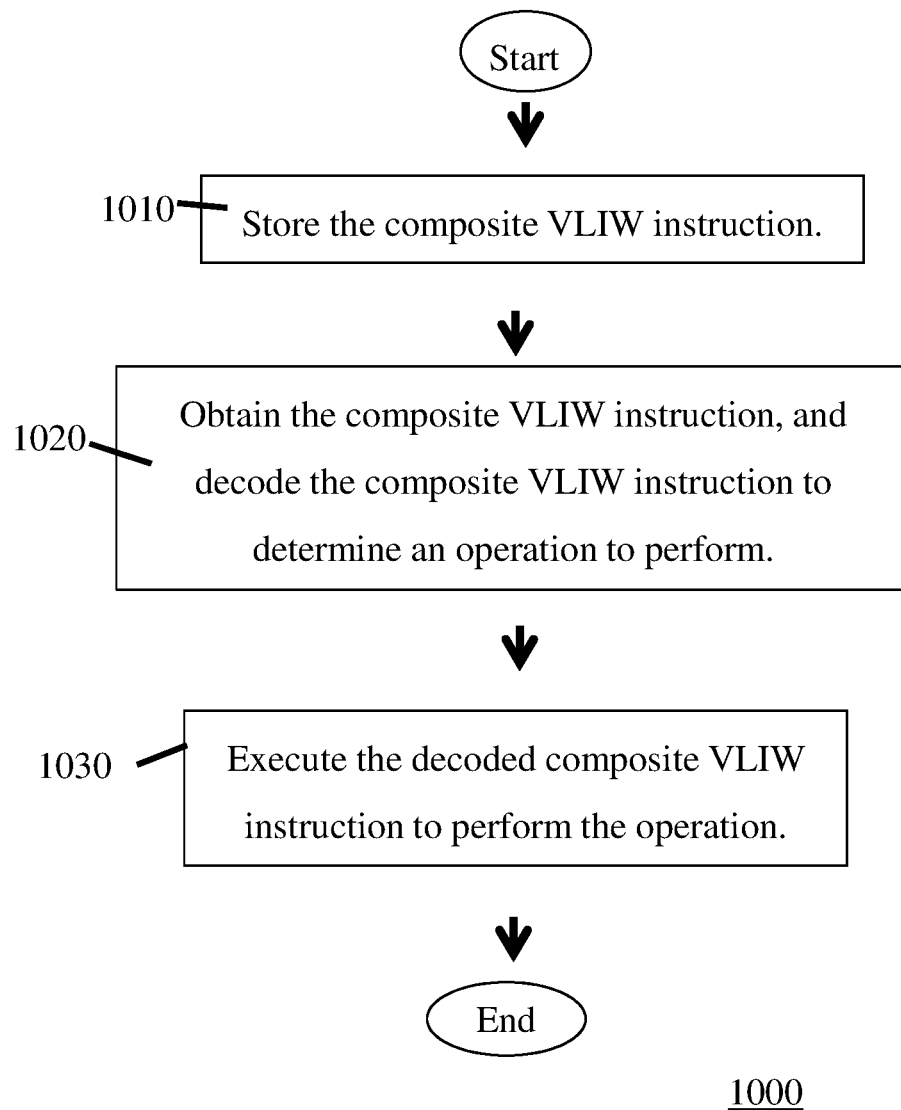 Start
1010
Store the composite VLIW instruction.
1020
Obtain the composite VLIW instruction, and
decode the composite VLIW instruction to
determine an operation to perform.
1030
Execute the decoded composite VLIW
instruction to perform the operation.
End
1000